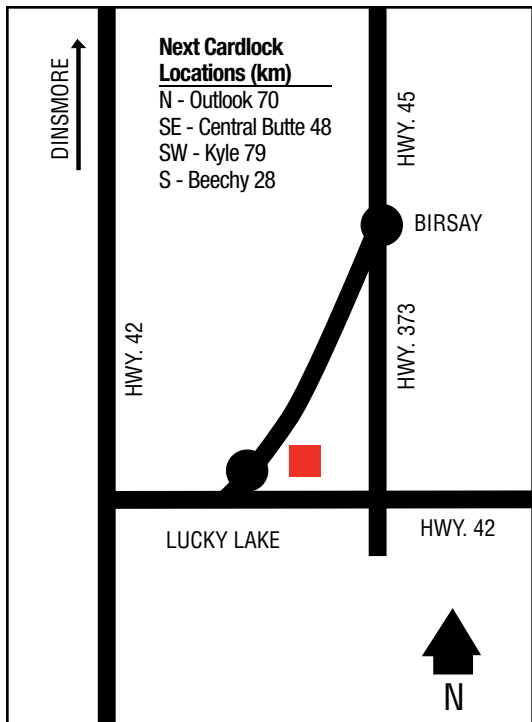 Next Cardlock
Locations (km)
N - Outlook 70
SE - Central Butte 48
SW - Kyle 79
S - Beechy 28
DINSMORE
HWY. 45
BIRSAY
HWY. 42
HWY. 373
LUCKY LAKE
HWY. 42
N